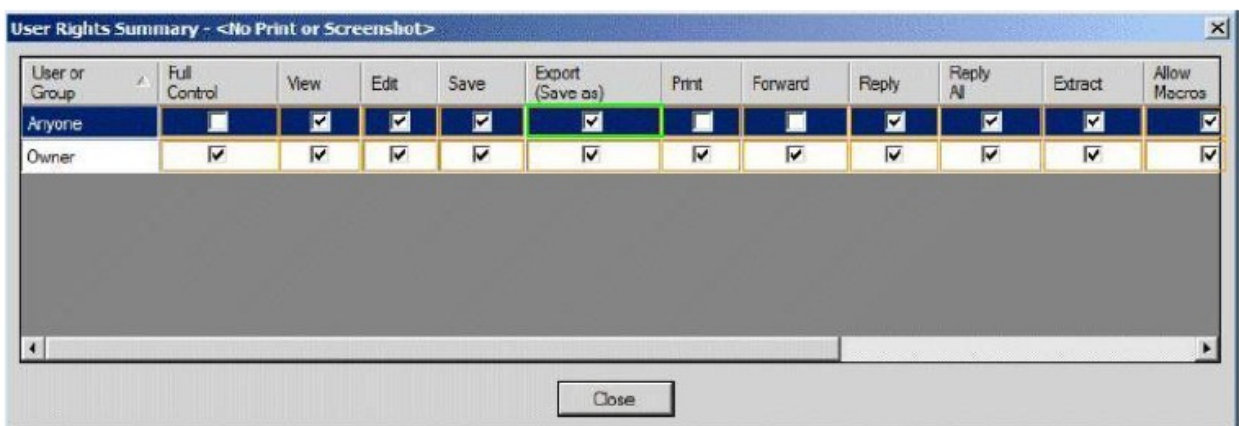 User Rights Summary - <No Print or Screenshot>
User or Group Full Control View Edit Save Export (Save as) Print Forward Reply Reply All Extract Allow Macros
Anyone
Owner
Close